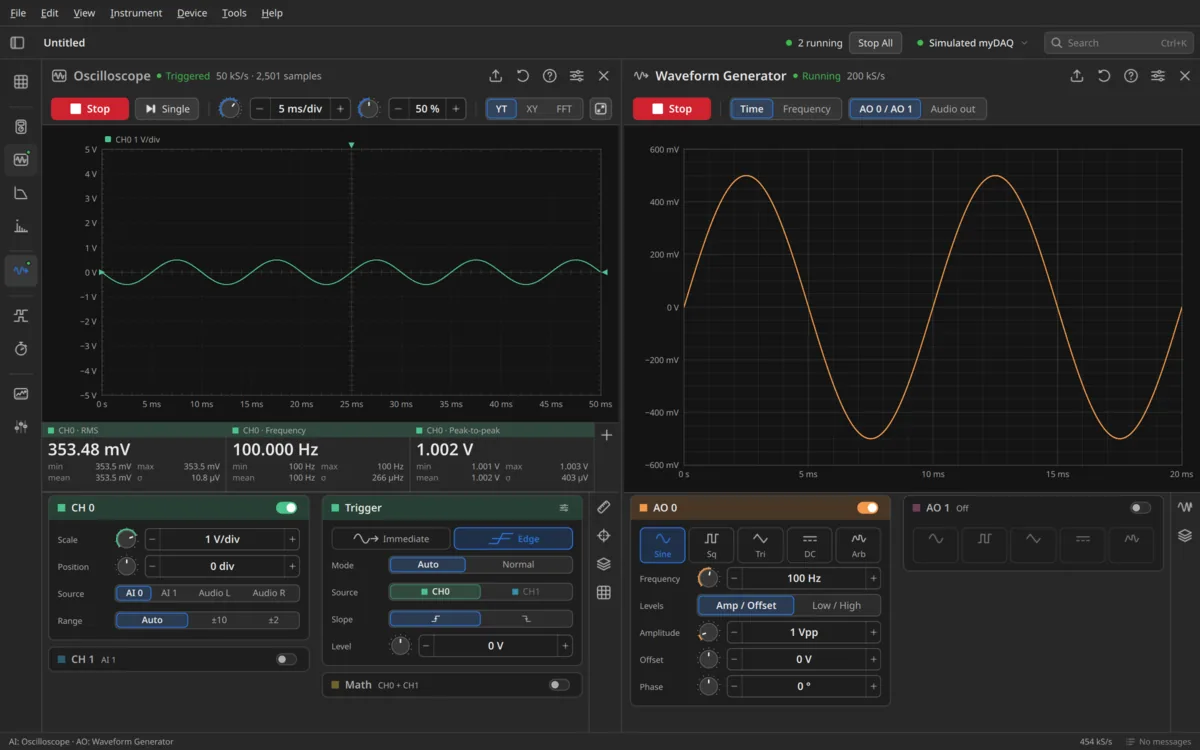 File Edit View Instrument Device Tools Help
Untitled
2 running Stop All Simulated myDAQ Search Ctrl+K
Oscilloscope Triggered 50 kS/s · 2,501 samples
Stop Single − 5 ms/div + − 50 % + YT XY FFT
CH0 1 V/div
5 V
4 V
3 V
2 V
1 V
0 V
−1 V
−2 V
−3 V
−4 V
−5 V
0 s 5 ms 10 ms 15 ms 20 ms 25 ms 30 ms 35 ms 40 ms 45 ms 50 ms
CH0 · RMS CH0 · Frequency CH0 · Peak-to-peak
353.48 mV 100.000 Hz 1.002 V
min 353.5 mV max 353.5 mV min 100 Hz max 100 Hz min 1.001 V max 1.003 V
mean 353.5 mV σ 10.8 μV mean 100 Hz σ 266 μHz mean 1.002 V σ 403 μV
CH 0
Scale − 1 V/div +
Position − 0 div +
Source AI 0 AI 1 Audio L Audio R
Range Auto ±10 ±2
CH 1 AI 1
Trigger
Immediate Edge
Mode Auto Normal
Source CH0 CH1
Slope
Level − 0 V +
Math CH0 + CH1
Waveform Generator Running 200 kS/s
Stop Time Frequency AO 0 / AO 1 Audio out
600 mV
400 mV
200 mV
0 V
−200 mV
−400 mV
−600 mV
0 s 5 ms 10 ms 15 ms 20 ms
AO 0
Sine Sq Tri DC Arb
Frequency − 100 Hz +
Levels Amp / Offset Low / High
Amplitude − 1 Vpp +
Offset − 0 V +
Phase − 0 ° +
AO 1 Off
AI: Oscilloscope · AO: Waveform Generator 454 kS/s No messages